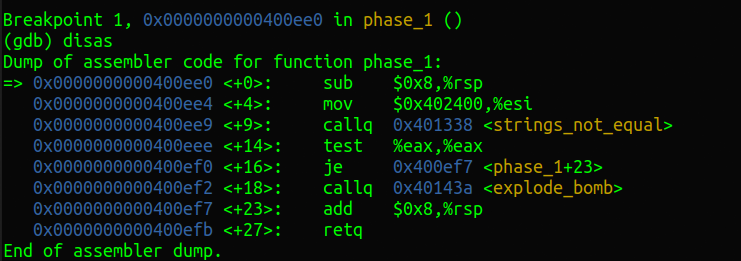 Breakpoint 1, 0x0000000000400ee0 in phase_1 ()
(gdb) disas
Dump of assembler code for function phase_1:
=> 0x0000000000400ee0 <+0>:     sub    $0x8,%rsp
   0x0000000000400ee4 <+4>:     mov    $0x402400,%esi
   0x0000000000400ee9 <+9>:     callq  0x401338 <strings_not_equal>
   0x0000000000400eee <+14>:    test   %eax,%eax
   0x0000000000400ef0 <+16>:    je     0x400ef7 <phase_1+23>
   0x0000000000400ef2 <+18>:    callq  0x40143a <explode_bomb>
   0x0000000000400ef7 <+23>:    add    $0x8,%rsp
   0x0000000000400efb <+27>:    retq
End of assembler dump.